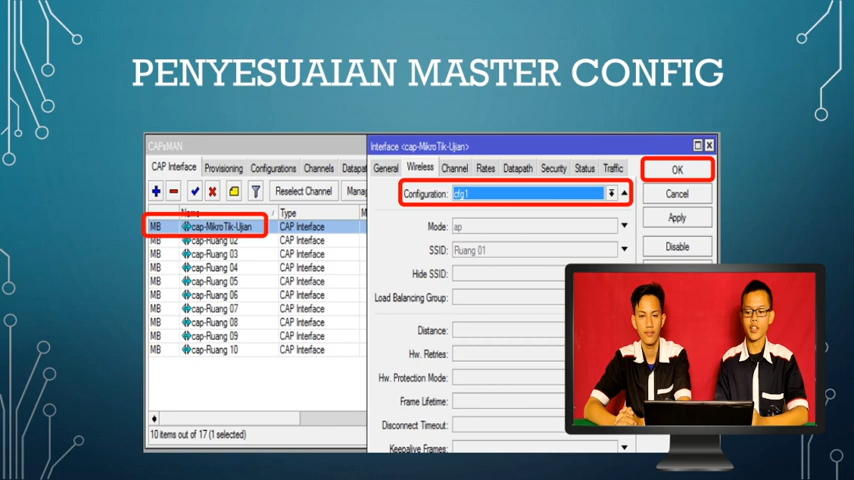 PENYESUAIAN MASTER CONFIG
CAPsMAN
CAP Interface Provisioning Configurations Channels Datapat
Reselect Channel Manag
Name / Type M
MB cap-MikroTik-Ujian CAP Interface
MB cap-Ruang 02 CAP Interface
MB cap-Ruang 03 CAP Interface
MB cap-Ruang 04 CAP Interface
MB cap-Ruang 05 CAP Interface
MB cap-Ruang 06 CAP Interface
MB cap-Ruang 07 CAP Interface
MB cap-Ruang 08 CAP Interface
MB cap-Ruang 09 CAP Interface
MB cap-Ruang 10 CAP Interface
10 items out of 17 (1 selected)
Interface <cap-MikroTik-Ujian>
General Wireless Channel Rates Datapath Security Status Traffic
Configuration: cfg1
Mode: ap
SSID: Ruang 01
Hide SSID:
Load Balancing Group:
Distance:
Hw. Retries:
Hw. Protection Mode:
Frame Lifetime:
Disconnect Timeout:
Keepalive Frames:
OK
Cancel
Apply
Disable